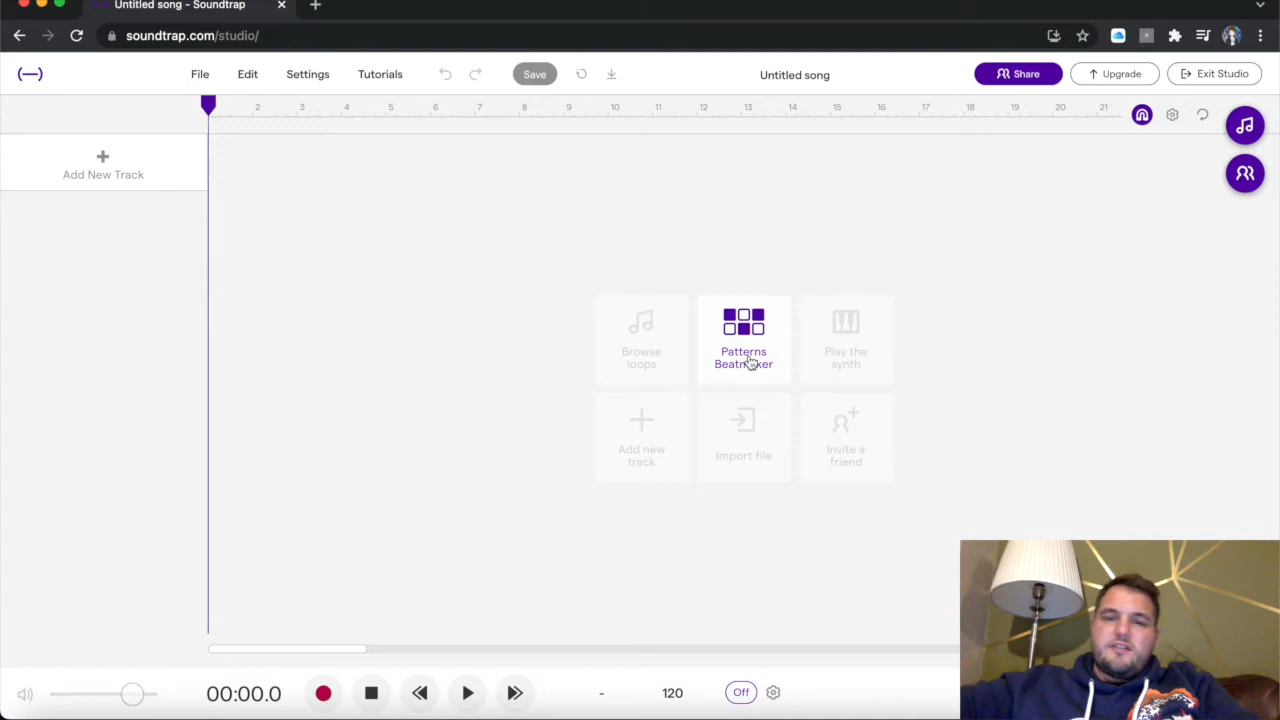 Untitled song - Soundtrap
soundtrap.com/studio/
File Edit Settings Tutorials Save Untitled song Share Upgrade Exit Studio
2 3 4 5 6 7 8 9 10 11 12 13 14 15 16 17 18 19 20 21
Add New Track
Browse
loops
Patterns
Beatmaker
Play the
synth
Add new
track
Import file
Invite a
friend
00:00.0 - 120 Off